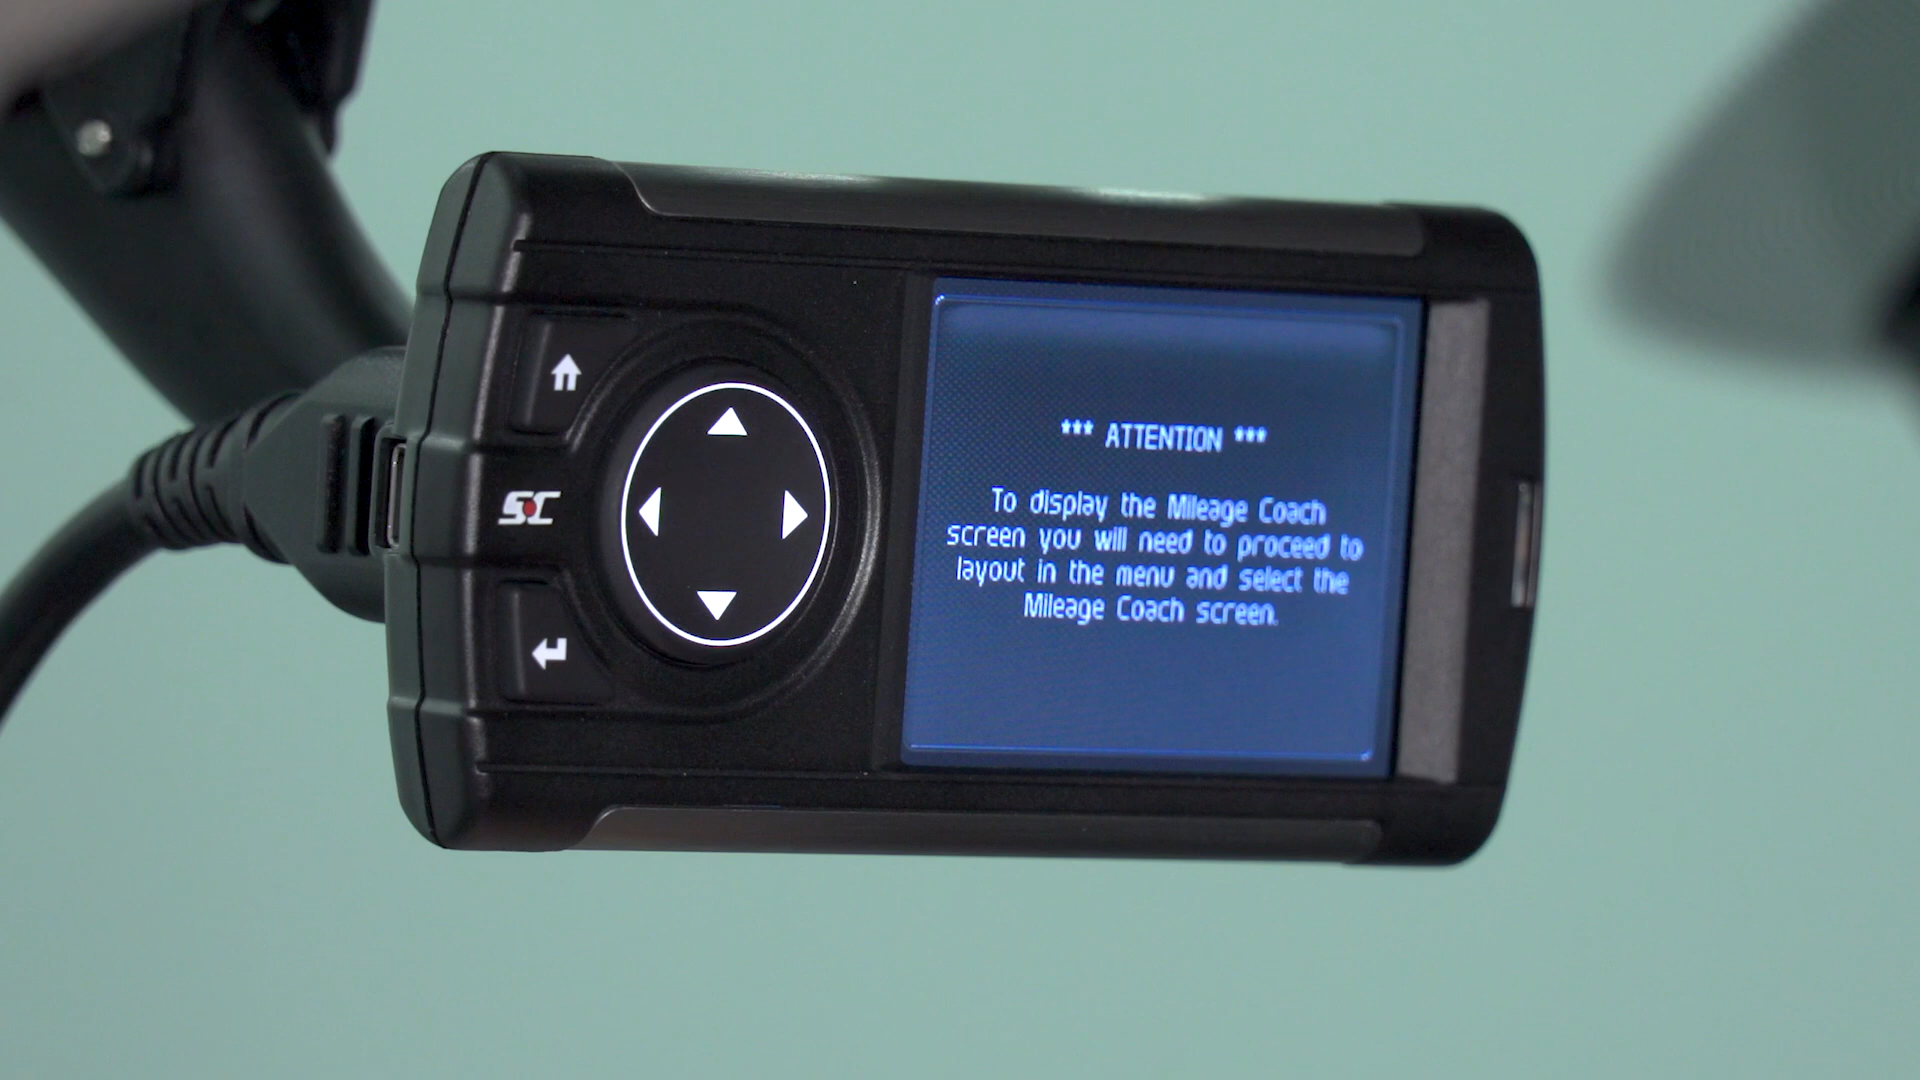 SC
*** ATTENTION ***
To display the Mileage Coach
screen you will need to proceed to
layout in the menu and select the
Mileage Coach screen.